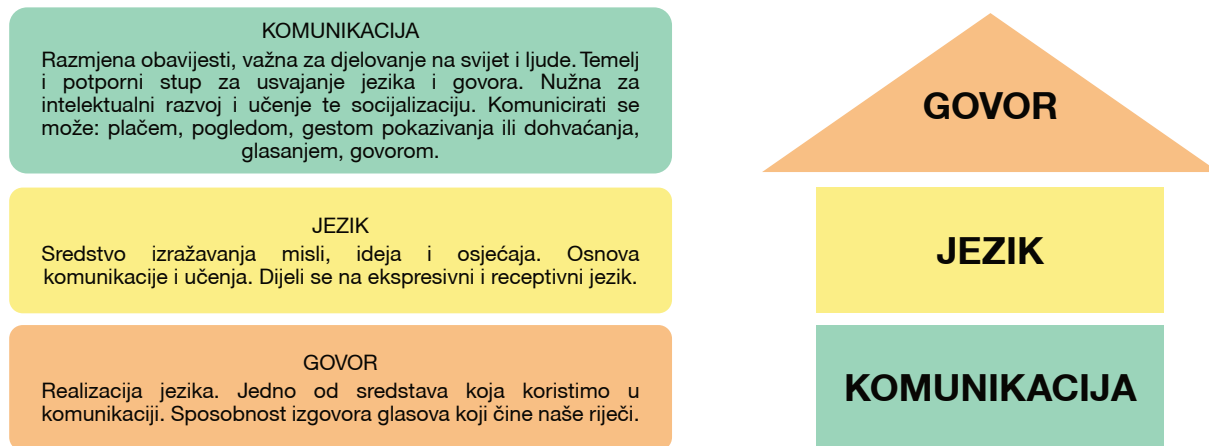 KOMUNIKACIJA
Razmjena obavijesti, važna za djelovanje na svijet i ljude. Temelj
i potporni stup za usvajanje jezika i govora. Nužna za
intelektualni razvoj i učenje te socijalizaciju. Komunicirati se
može: plačem, pogledom, gestom pokazivanja ili dohvaćanja,
glasanjem, govorom.
JEZIK
Sredstvo izražavanja misli, ideja i osjećaja. Osnova
komunikacije i učenja. Dijeli se na ekspresivni i receptivni jezik.
GOVOR
Realizacija jezika. Jedno od sredstava koja koristimo u
komunikaciji. Sposobnost izgovora glasova koji čine naše riječi.
GOVOR
JEZIK
KOMUNIKACIJA